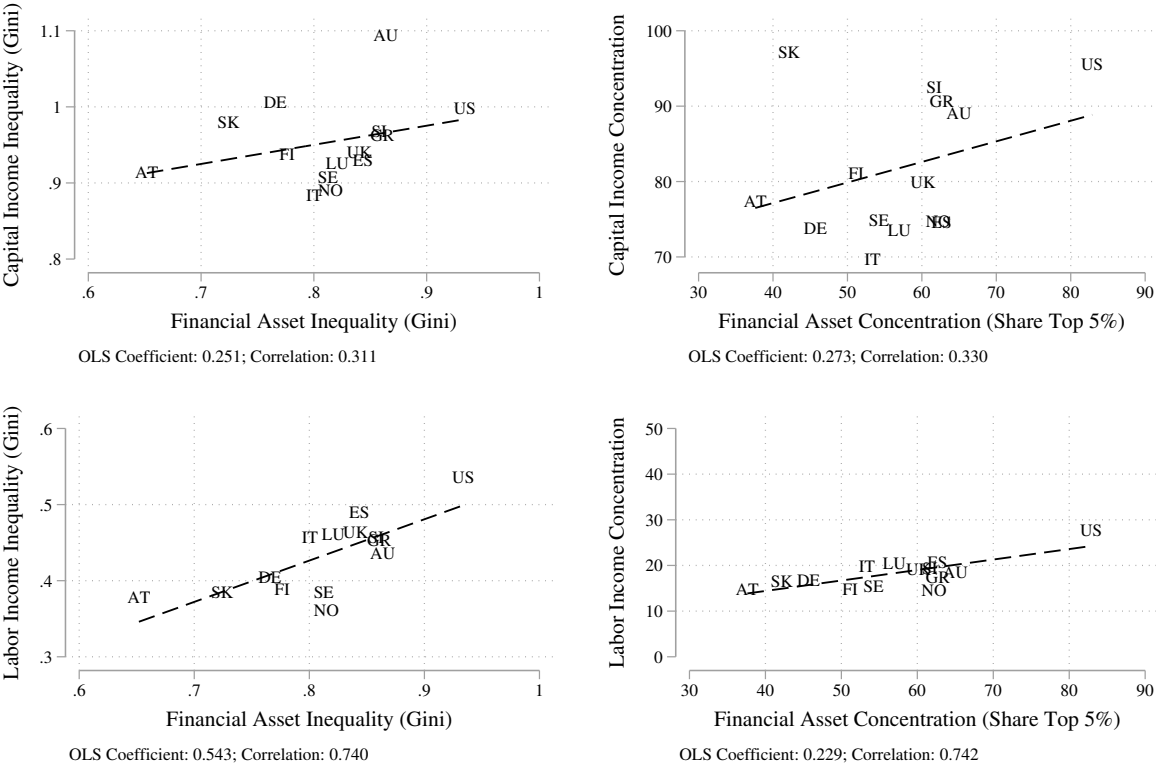 Capital Income Inequality (Gini)
1.1
1
.9
.8
AU
DE
US
SK
SI
GR
FI
UK
ES
LU
AT
SE
NO
IT
.6 .7 .8 .9 1
Financial Asset Inequality (Gini)
OLS Coefficient: 0.251; Correlation: 0.311
Capital Income Concentration
100
90
80
70
SK
US
SI
GR
AU
FI
UK
AT
SE
NO
ES
DE
LU
IT
30 40 50 60 70 80 90
Financial Asset Concentration (Share Top 5%)
OLS Coefficient: 0.273; Correlation: 0.330
Labor Income Inequality (Gini)
.6
.5
.4
.3
US
ES
IT
LU
UK
SI
GR
AU
DE
FI
SK
SE
AT
NO
.6 .7 .8 .9 1
Financial Asset Inequality (Gini)
OLS Coefficient: 0.543; Correlation: 0.740
Labor Income Concentration
50
40
30
20
10
0
US
ES
LU
IT
UK
SI
AU
GR
SK
DE
SE
AT
FI
NO
30 40 50 60 70 80 90
Financial Asset Concentration (Share Top 5%)
OLS Coefficient: 0.229; Correlation: 0.742